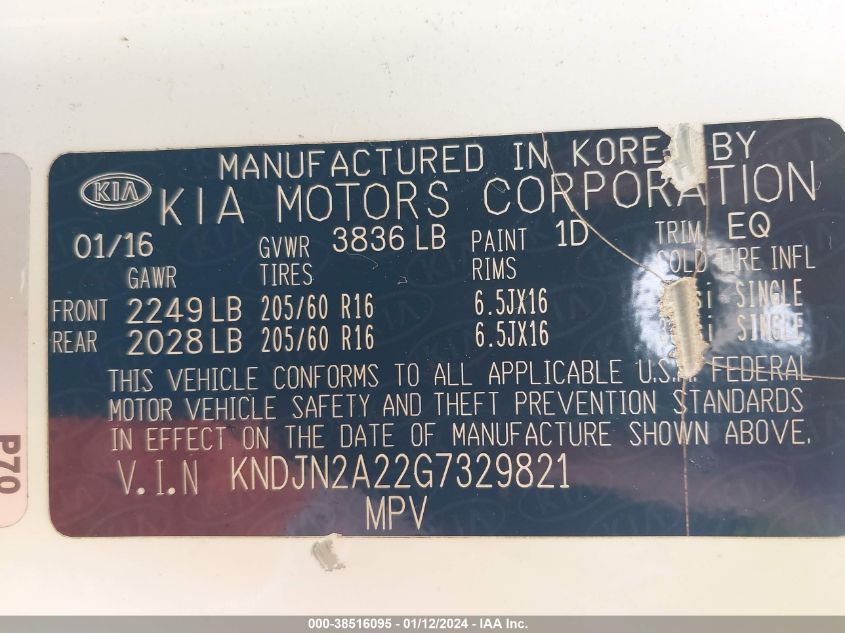 MANUFACTURED IN KOREA BY
KIA KIA MOTORS CORPORATION
01/16 GVWR 3836 LB PAINT 1D TRIM EQ
GAWR TIRES RIMS COLD TIRE INFL
FRONT 2249 LB 205/60 R16 6.5JX16 SINGLE
REAR 2028 LB 205/60 R16 6.5JX16 SINGLE
THIS VEHICLE CONFORMS TO ALL APPLICABLE U.S.A. FEDERAL
MOTOR VEHICLE SAFETY AND THEFT PREVENTION STANDARDS
IN EFFECT ON THE DATE OF MANUFACTURE SHOWN ABOVE.
V.I.N KNDJN2A22G7329821
MPV
P70
000-38516095 - 01/12/2024 - IAA Inc.